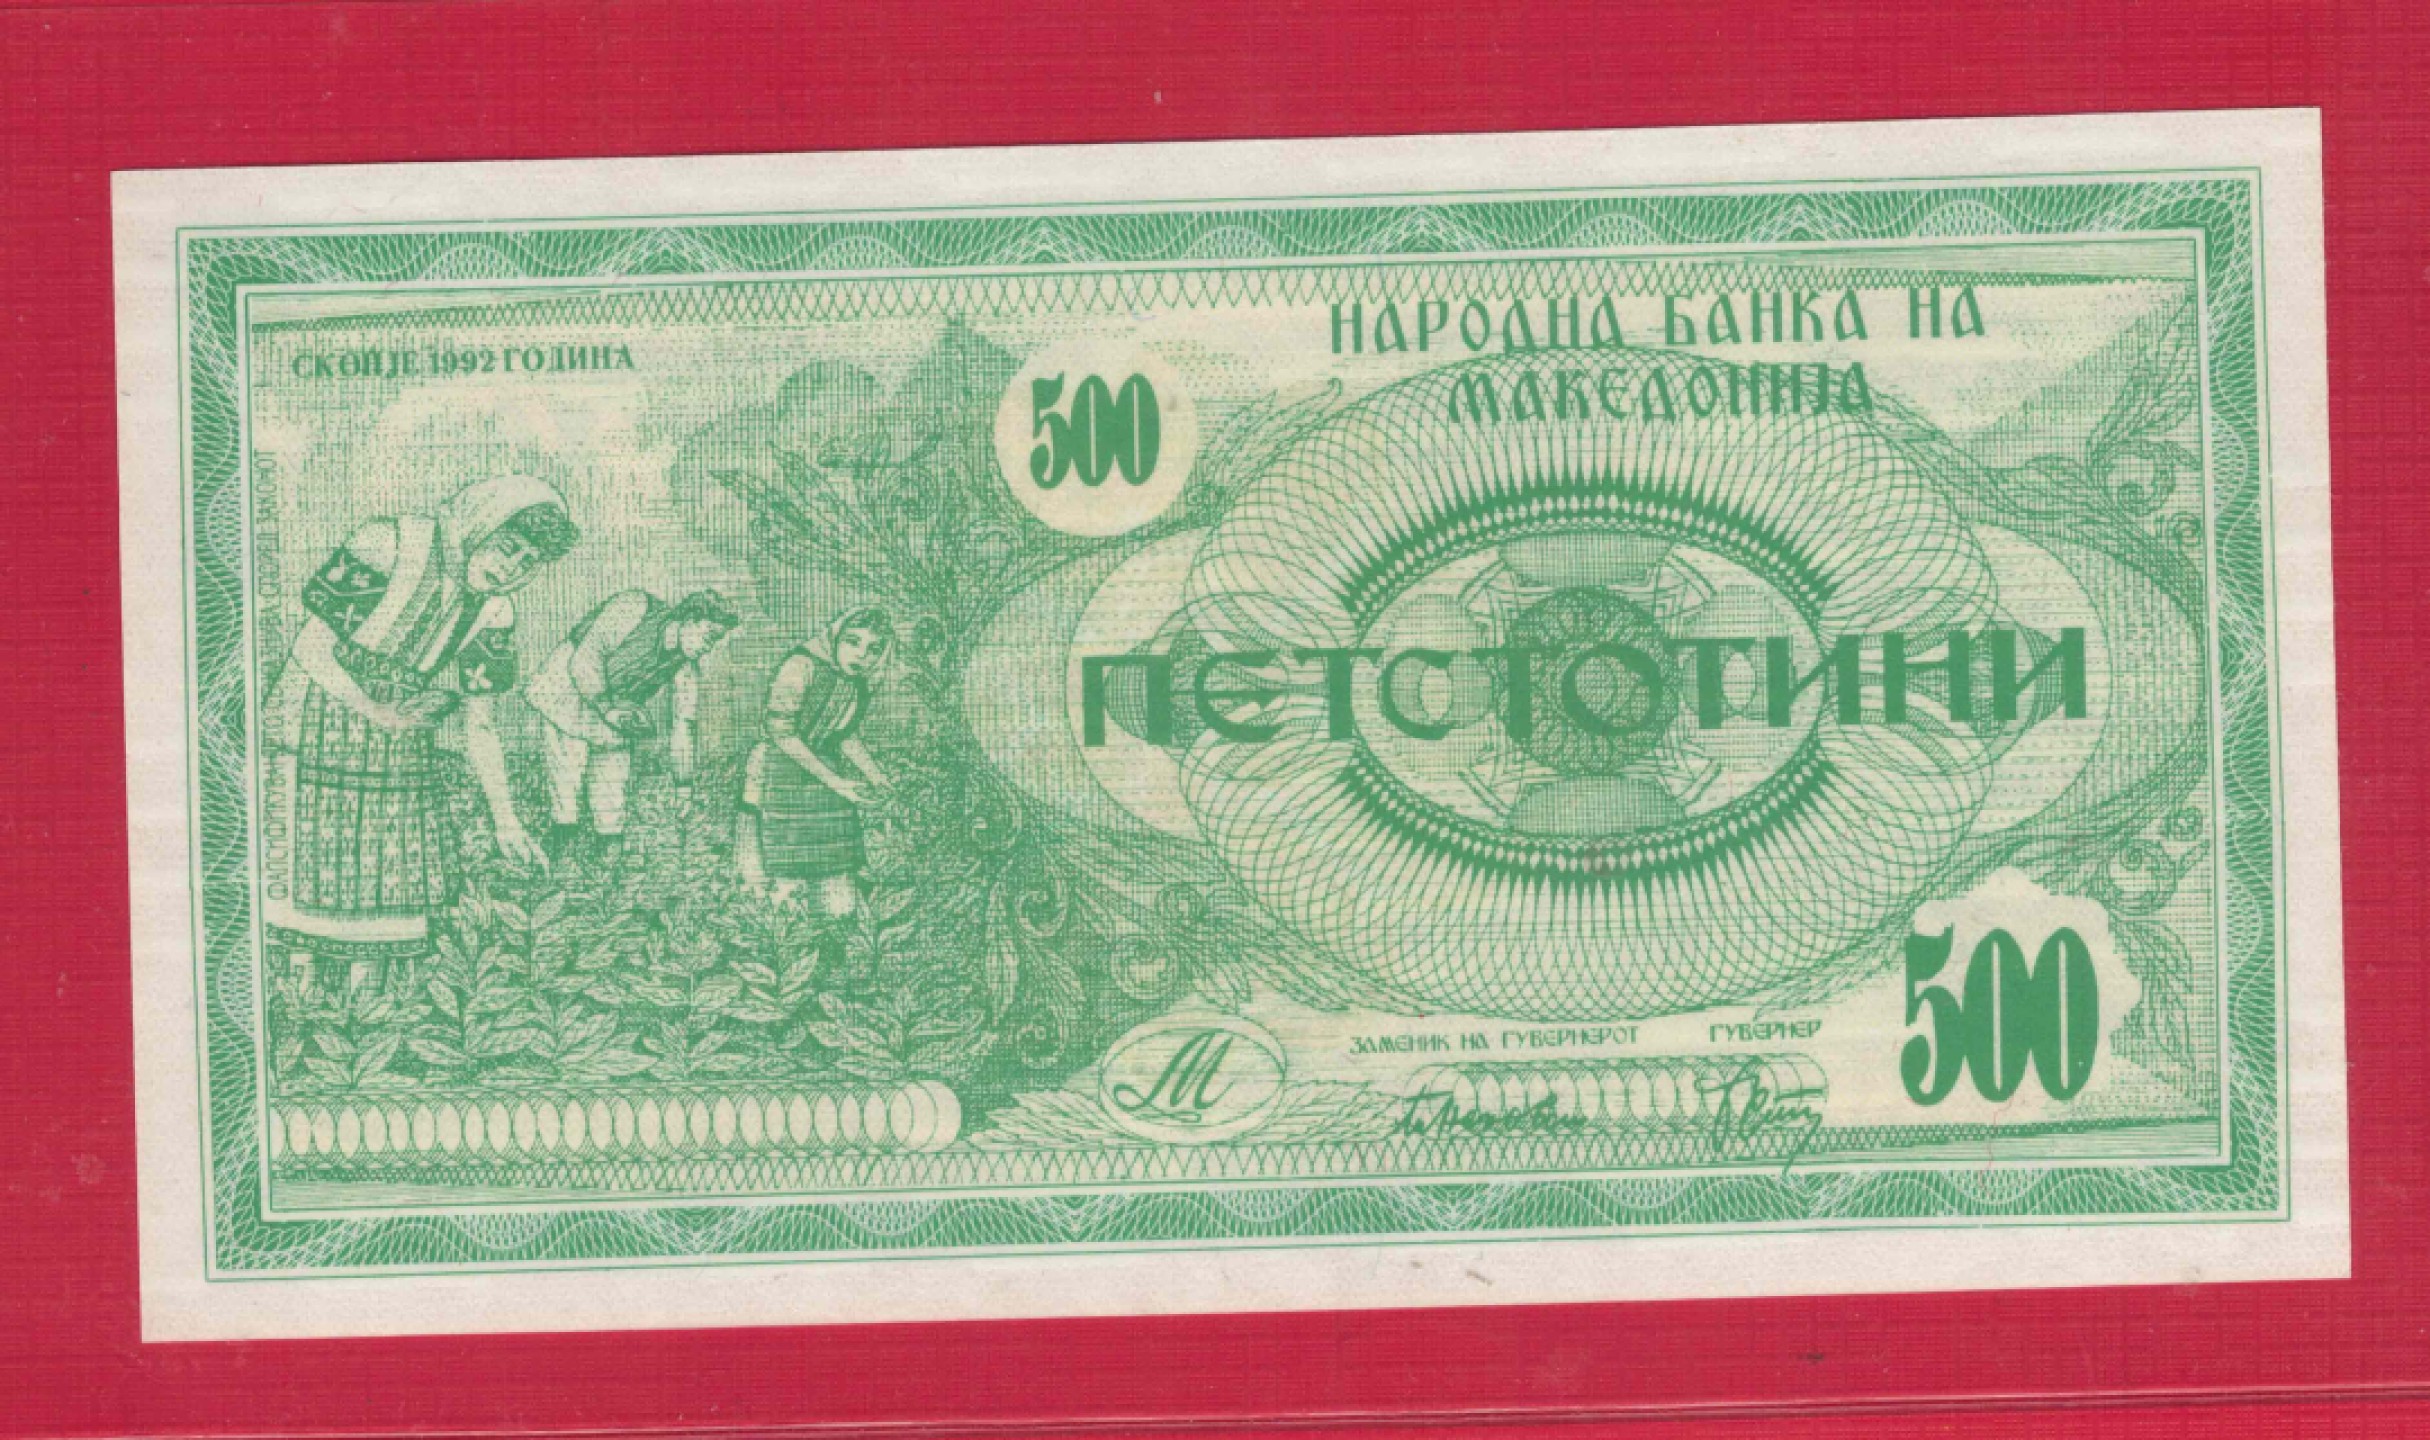 СКОПЈЕ 1992 ГОДИНА
500
НАРОДНА БАНКА НА
МАКЕДОНИЈА
ПЕТСТОТИНИ
500
ЗАМЕНИК НА ГУВЕРНЕРОТ
ГУВЕРНЕР
М